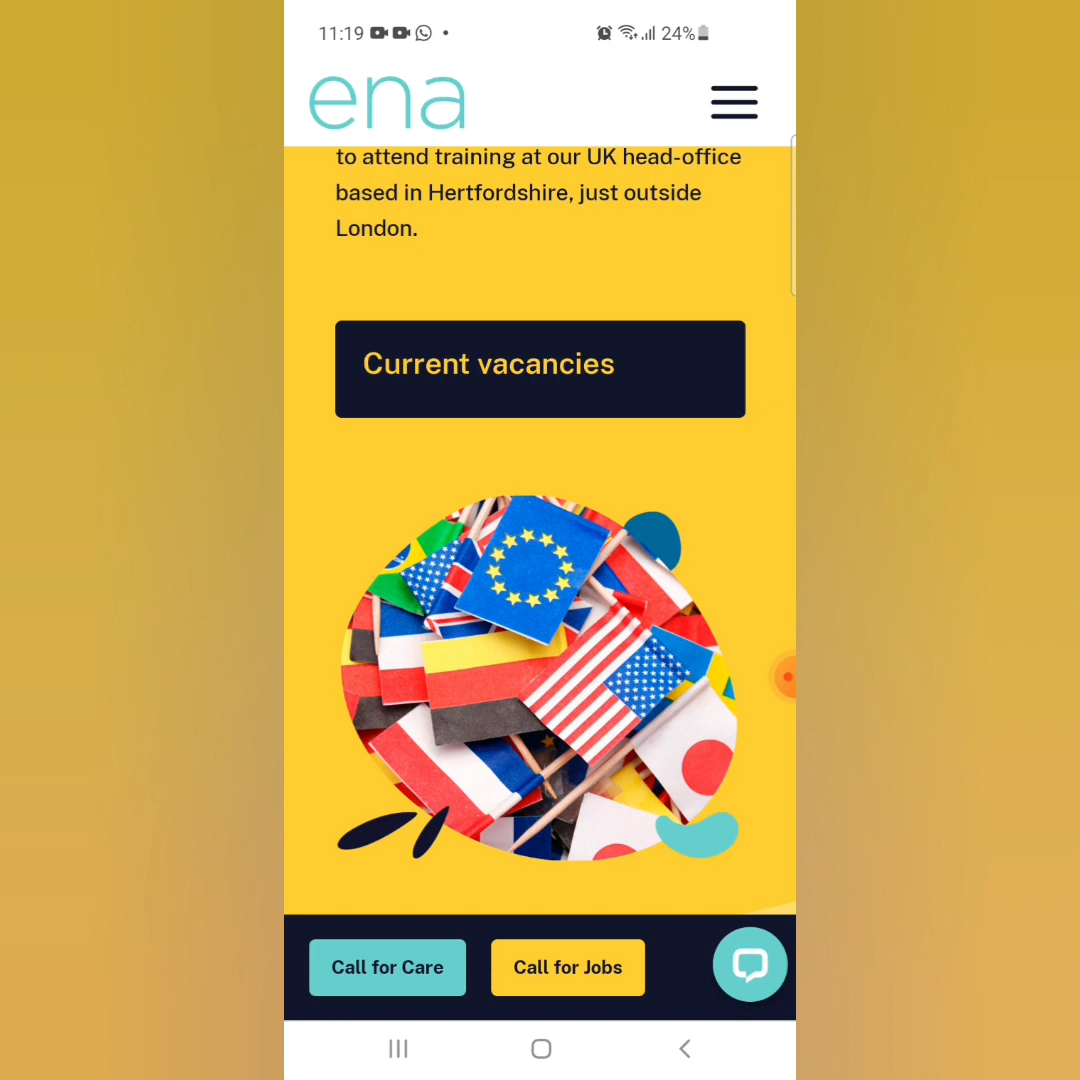 11:19
24%
ena
to attend training at our UK head-office
based in Hertfordshire, just outside
London.
Current vacancies
Call for Care
Call for Jobs